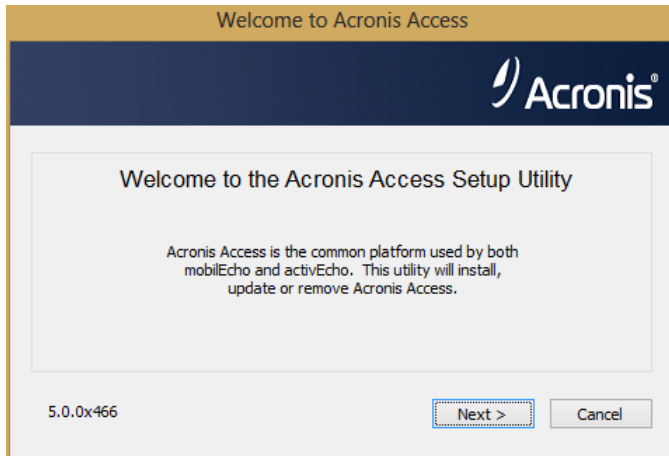 Welcome to Acronis Access
Acronis®
Welcome to the Acronis Access Setup Utility
Acronis Access is the common platform used by both
mobilEcho and activEcho. This utility will install,
update or remove Acronis Access.
5.0.0x466
Next >
Cancel